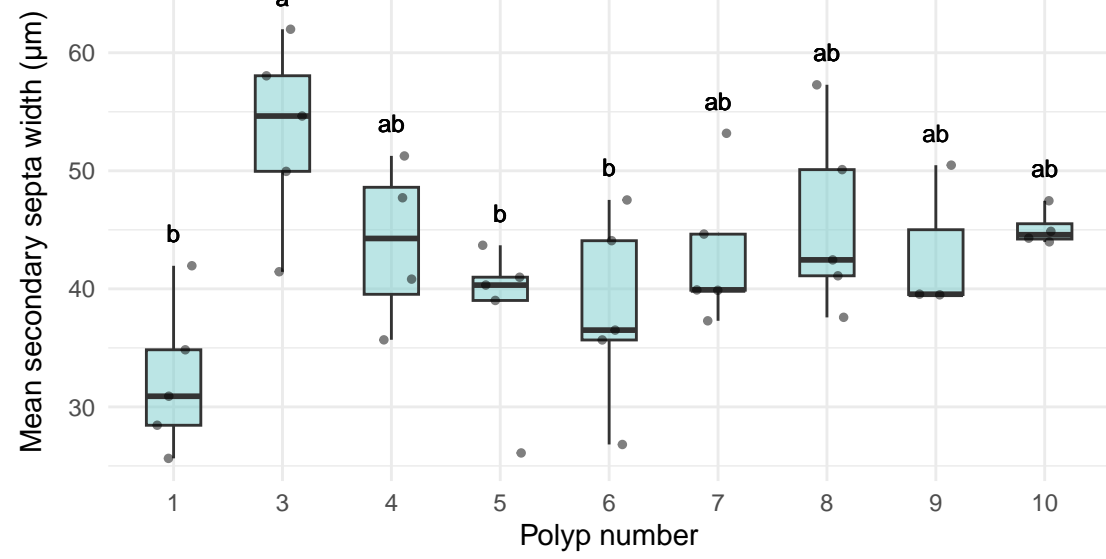 a
60
ab
ab
ab
ab
50
b
ab
b
b
40
30
Mean secondary septa width (µm)
1 3 4 5 6 7 8 9 10
Polyp number